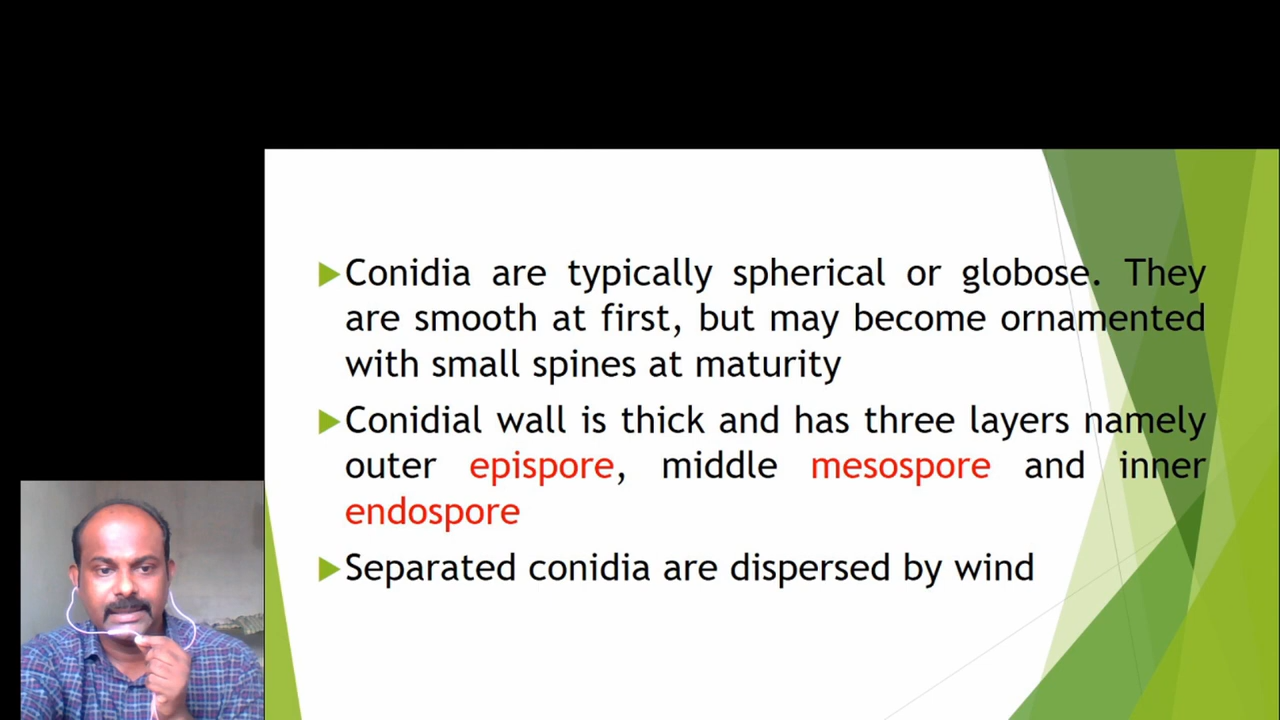 Conidia are typically spherical or globose. They
are smooth at first, but may become ornamented
with small spines at maturity
Conidial wall is thick and has three layers namely
outer epispore, middle mesospore and inner
endospore
Separated conidia are dispersed by wind